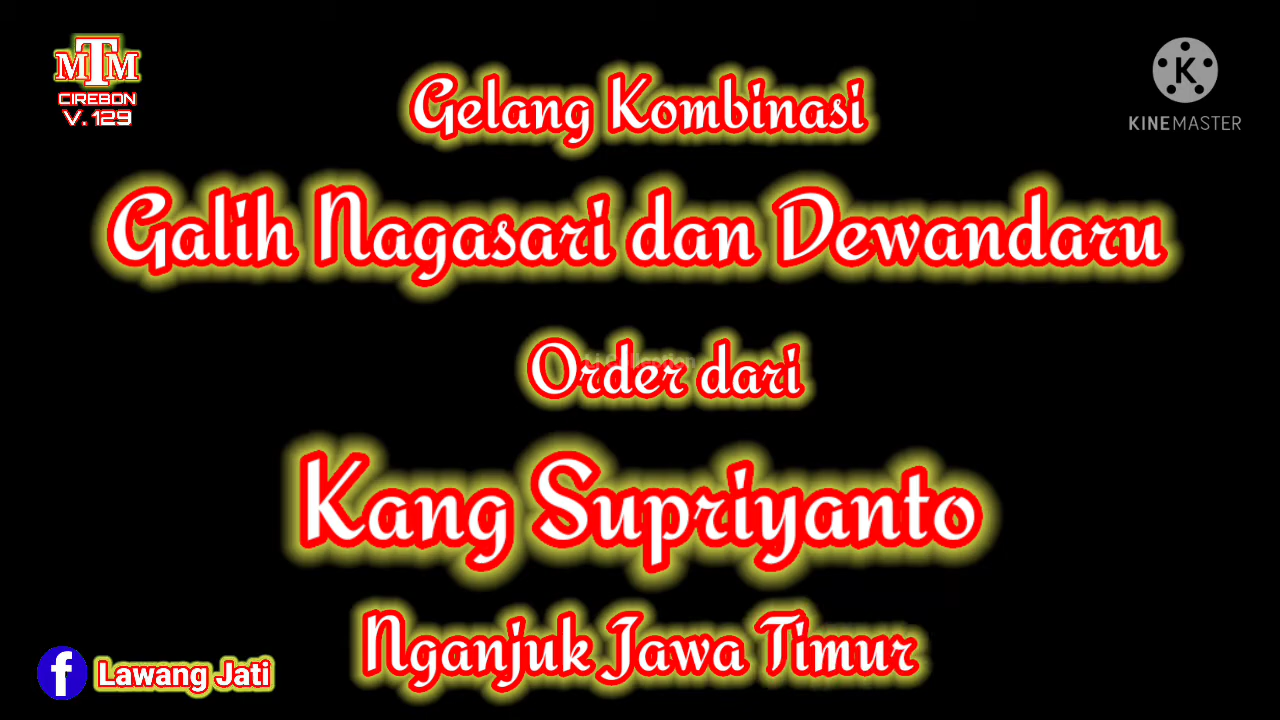 MTM
CIREBON
V. 129
KINEMASTER
Gelang Kombinasi
Galih Nagasari dan Dewandaru
Order dari
Kang Supriyanto
Nganjuk Jawa Timur
Lawang Jati